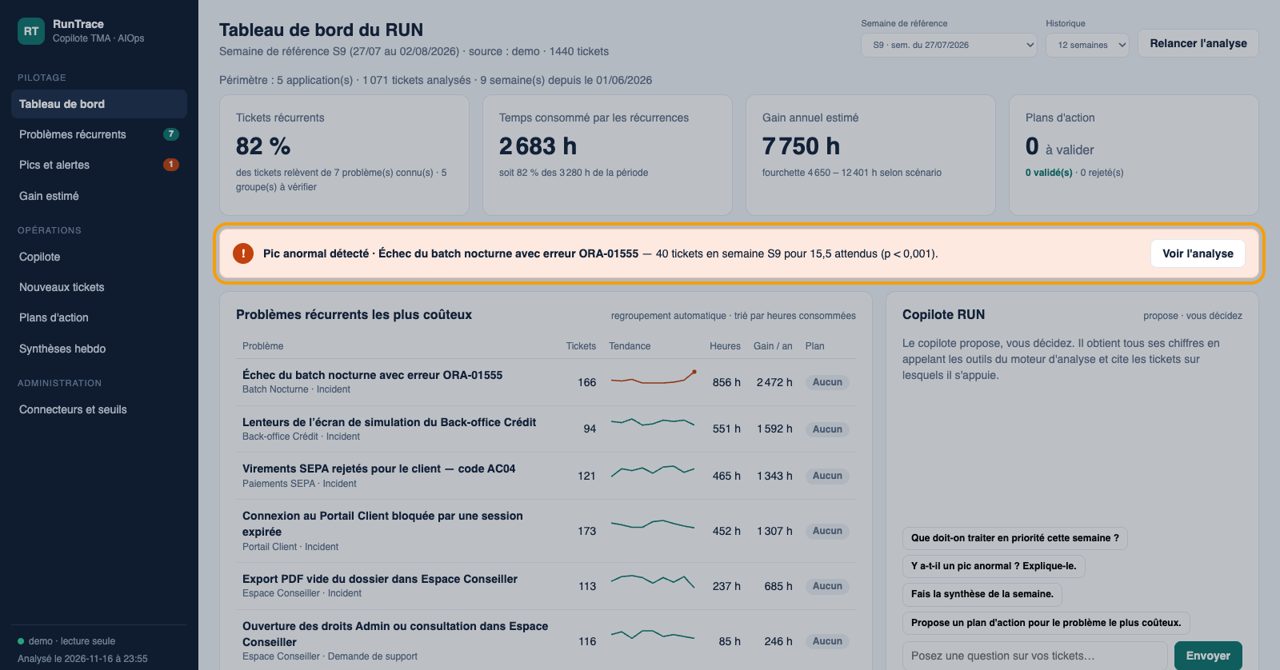 RT
RunTrace
Copilote TMA · AIOps
PILOTAGE
Tableau de bord
Problèmes récurrents
7
Pics et alertes
1
Gain estimé
OPÉRATIONS
Copilote
Nouveaux tickets
Plans d'action
Synthèses hebdo
ADMINISTRATION
Connecteurs et seuils
demo · lecture seule
Analysé le 2026-11-16 à 23:55
Tableau de bord du RUN
Semaine de référence S9 (27/07 au 02/08/2026) · source : demo · 1440 tickets
Semaine de référence
S9 · sem. du 27/07/2026
Historique
12 semaines
Relancer l'analyse
Périmètre : 5 application(s) · 1 071 tickets analysés · 9 semaine(s) depuis le 01/06/2026
Tickets récurrents
82 %
des tickets relèvent de 7 problème(s) connu(s) · 5
groupe(s) à vérifier
Temps consommé par les récurrences
2 683 h
soit 82 % des 3 280 h de la période
Gain annuel estimé
7 750 h
fourchette 4 650 – 12 401 h selon scénario
Plans d'action
0 à valider
0 validé(s) · 0 rejeté(s)
! Pic anormal détecté · Échec du batch nocturne avec erreur ORA-01555 — 40 tickets en semaine S9 pour 15,5 attendus (p < 0,001).
Voir l'analyse
Problèmes récurrents les plus coûteux
regroupement automatique · trié par heures consommées
Problème Tickets Tendance Heures Gain / an Plan
Échec du batch nocturne avec erreur ORA-01555
Batch Nocturne · Incident
166 856 h 2 472 h Aucun
Lenteurs de l'écran de simulation du Back-office Crédit
Back-office Crédit · Incident
94 551 h 1 592 h Aucun
Virements SEPA rejetés pour le client — code AC04
Paiements SEPA · Incident
121 465 h 1 343 h Aucun
Connexion au Portail Client bloquée par une session
expirée
Portail Client · Incident
173 452 h 1 307 h Aucun
Export PDF vide du dossier dans Espace Conseiller
Espace Conseiller · Incident
113 237 h 685 h Aucun
Ouverture des droits Admin ou consultation dans Espace
Conseiller
Espace Conseiller · Demande de support
116 85 h 246 h Aucun
Copilote RUN
propose · vous décidez
Le copilote propose, vous décidez. Il obtient tous ses chiffres en
appelant les outils du moteur d'analyse et cite les tickets sur
lesquels il s'appuie.
Que doit-on traiter en priorité cette semaine ?
Y a-t-il un pic anormal ? Explique-le.
Fais la synthèse de la semaine.
Propose un plan d'action pour le problème le plus coûteux.
Posez une question sur vos tickets…
Envoyer